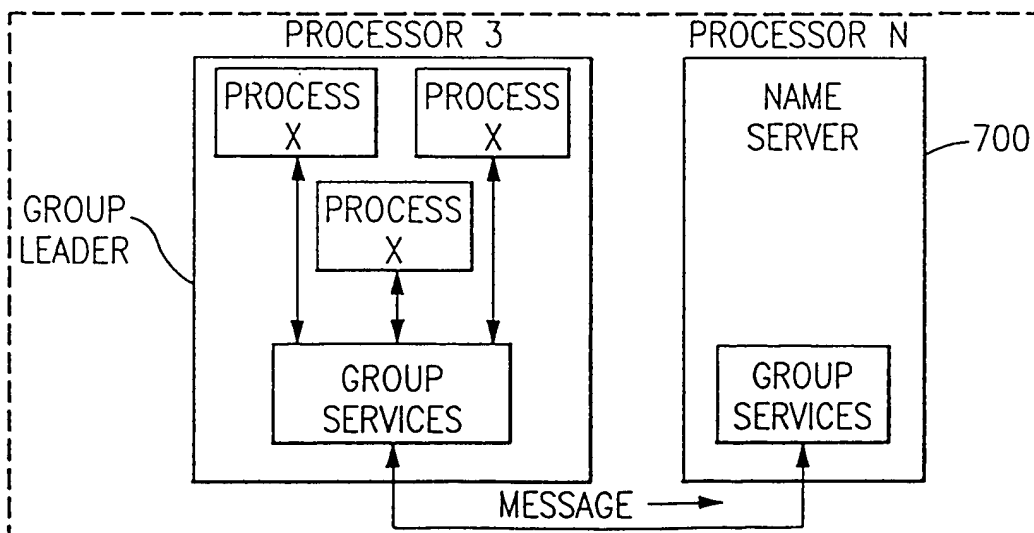 PROCESSOR 3
PROCESSOR N
PROCESS
X
PROCESS
X
PROCESS
X
GROUP
LEADER
GROUP
SERVICES
NAME
SERVER
700
GROUP
SERVICES
MESSAGE